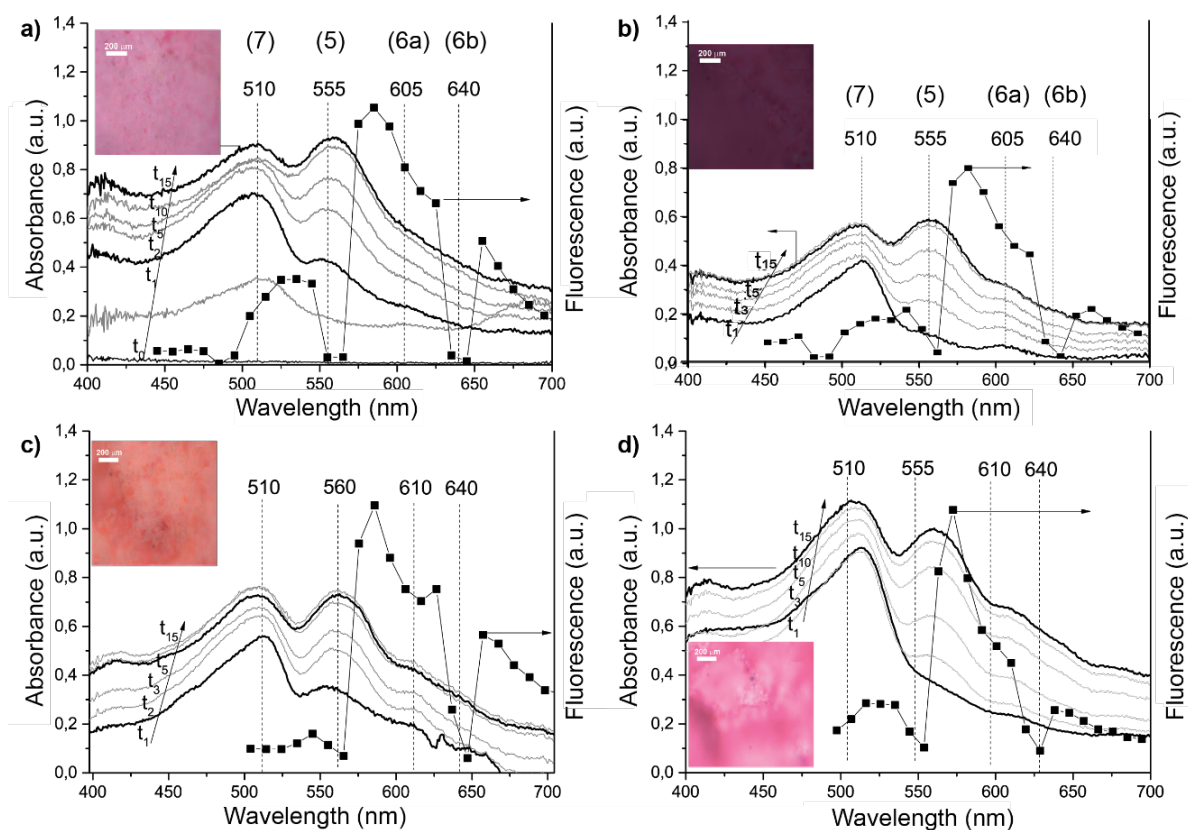 a)
200 µm
(7) (5) (6a) (6b)
510 555 605 640
1,4
1,2
1,0
0,8
0,6
0,4
0,2
0,0
Absorbance (a.u.)
Fluorescence (a.u.)
t15
t10
t5
t2
t1
t0
400 450 500 550 600 650 700
Wavelength (nm)
b)
200 µm
(7) (5) (6a) (6b)
510 555 605 640
1,4
1,2
1,0
0,8
0,6
0,4
0,2
0,0
Absorbance (a.u.)
Fluorescence (a.u.)
t15
t5
t3
t1
400 450 500 550 600 650 700
Wavelength (nm)
c)
200 µm
510 560 610 640
1,4
1,2
1,0
0,8
0,6
0,4
0,2
0,0
Absorbance (a.u.)
Fluorescence (a.u.)
t15
t5
t3
t2
t1
400 450 500 550 600 650 700
Wavelength (nm)
d)
510 555 610 640
1,4
1,2
1,0
0,8
0,6
0,4
0,2
0,0
Absorbance (a.u.)
Fluorescence (a.u.)
t15
t10
t5
t3
t1
200 µm
400 450 500 550 600 650 700
Wavelength (nm)